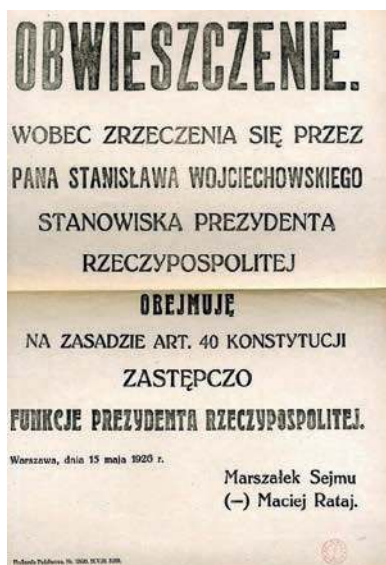 OBWIESZCZENIE.
WOBEC ZRZECZENIA SIĘ PRZEZ
PANA STANISŁAWA WOJCIECHOWSKIEGO
STANOWISKA PREZYDENTA
RZECZYPOSPOLITEJ
OBEJMUJĘ
NA ZASADZIE ART. 40 KONSTYTUCJI
ZASTĘPCZO
FUNKCJE PREZYDENTA RZECZYPOSPOLITEJ.
Warszawa, dnia 15 maja 1926 r.
Marszałek Sejmu
(—) Maciej Rataj.